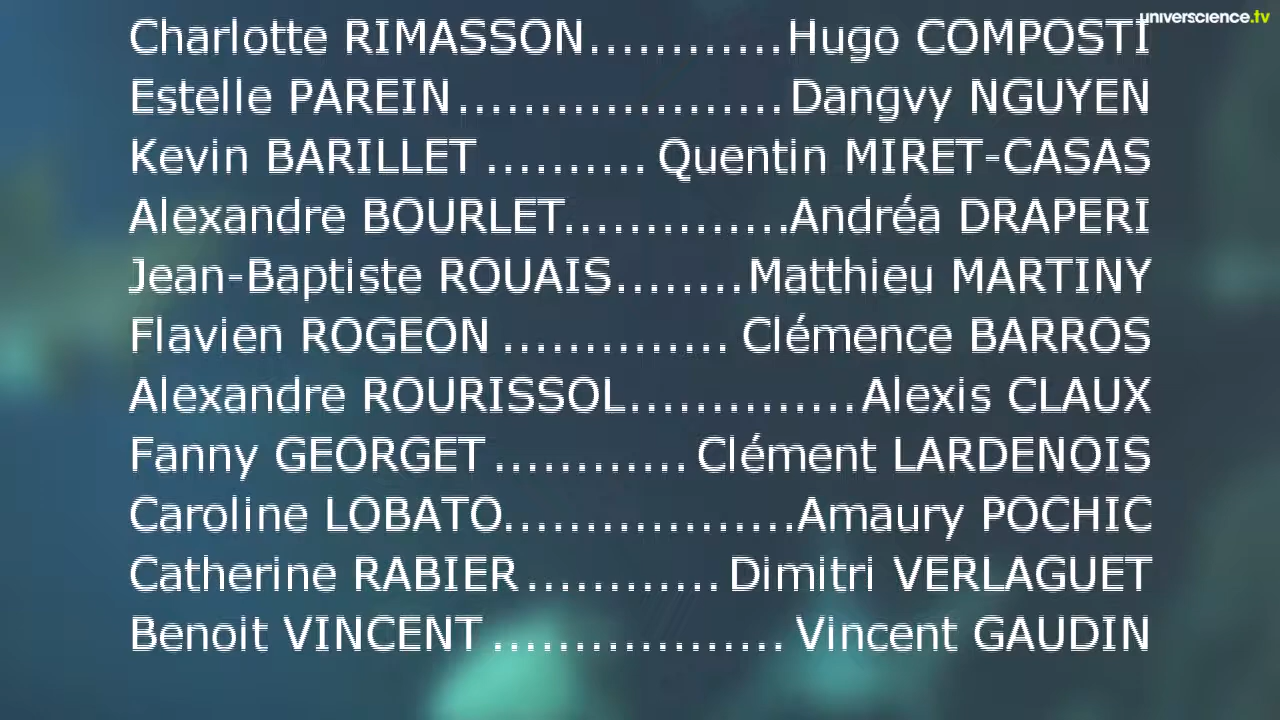 universcience.tv
Charlotte RIMASSON............Hugo COMPOSTI
Estelle PAREIN....................Dangvy NGUYEN
Kevin BARILLET .......... Quentin MIRET-CASAS
Alexandre BOURLET..............Andréa DRAPERI
Jean-Baptiste ROUAIS........Matthieu MARTINY
Flavien ROGEON .............. Clémence BARROS
Alexandre ROURISSOL..............Alexis CLAUX
Fanny GEORGET ............ Clément LARDENOIS
Caroline LOBATO..................Amaury POCHIC
Catherine RABIER ............ Dimitri VERLAGUET
Benoit VINCENT .................. Vincent GAUDIN